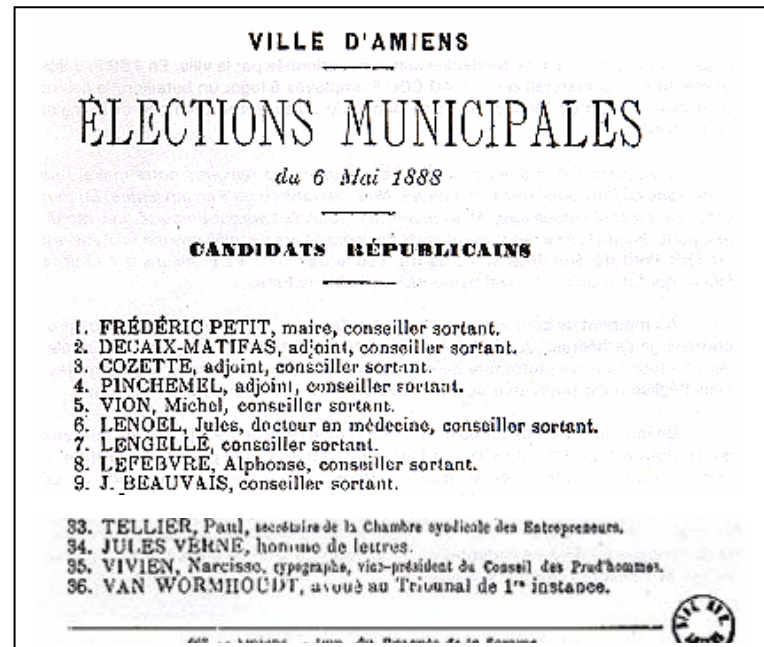 VILLE D'AMIENS
ÉLECTIONS MUNICIPALES
du 6 Mai 1888
CANDIDATS RÉPUBLICAINS
1. FRÉDÉRIC PETIT, maire, conseiller sortant.
2. DECAIX-MATIFAS, adjoint, conseiller sortant.
3. COZETTE, adjoint, conseiller sortant.
4. PINCHEMEL, adjoint, conseiller sortant.
5. VION, Michel, conseiller sortant.
6. LENOEL, Jules, docteur en médecine, conseiller sortant.
7. LENGELLÉ, conseiller sortant.
8. LEFEBVRE, Alphonse, conseiller sortant.
9. J. BEAUVAIS, conseiller sortant.
33. TELLIER, Paul, secrétaire de la Chambre syndicale des Entrepreneurs.
34. JULES VERNE, homme de lettres.
35. VIVIEN, Narcisse, typographe, vice-président du Conseil des Prud'hommes.
36. VAN WORMHOUDT, avoué au Tribunal de 1re instance.